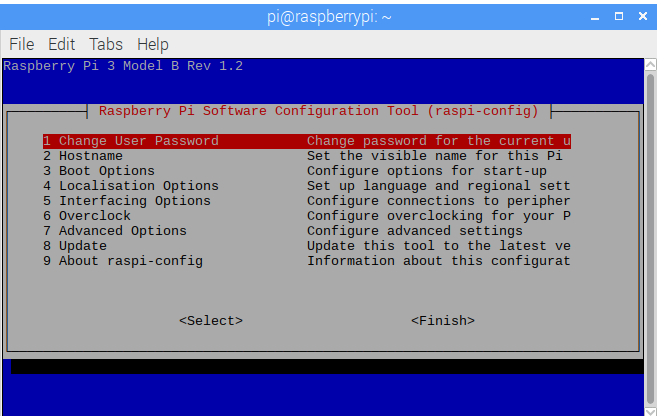 pi@raspberrypi: ~
File Edit Tabs Help
Raspberry Pi 3 Model B Rev 1.2
Raspberry Pi Software Configuration Tool (raspi-config)
1 Change User Password Change password for the current u
2 Hostname Set the visible name for this Pi
3 Boot Options Configure options for start-up
4 Localisation Options Set up language and regional sett
5 Interfacing Options Configure connections to peripher
6 Overclock Configure overclocking for your P
7 Advanced Options Configure advanced settings
8 Update Update this tool to the latest ve
9 About raspi-config Information about this configurat
<Select> <Finish>